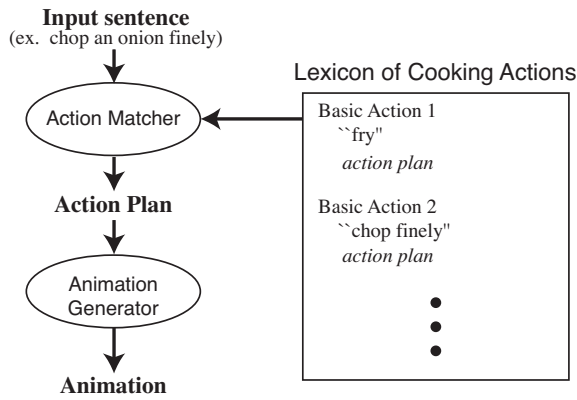 Input sentence
(ex. chop an onion finely)
Action Matcher
Action Plan
Animation
Generator
Animation
Lexicon of Cooking Actions
Basic Action 1
``fry"
action plan
Basic Action 2
``chop finely"
action plan